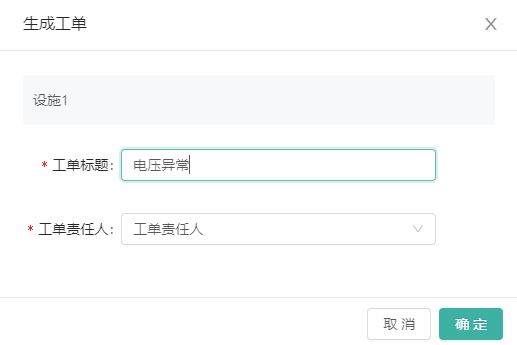 生成工单
设施1
* 工单标题: 电压异常
* 工单责任人: 工单责任人
取 消 确 定